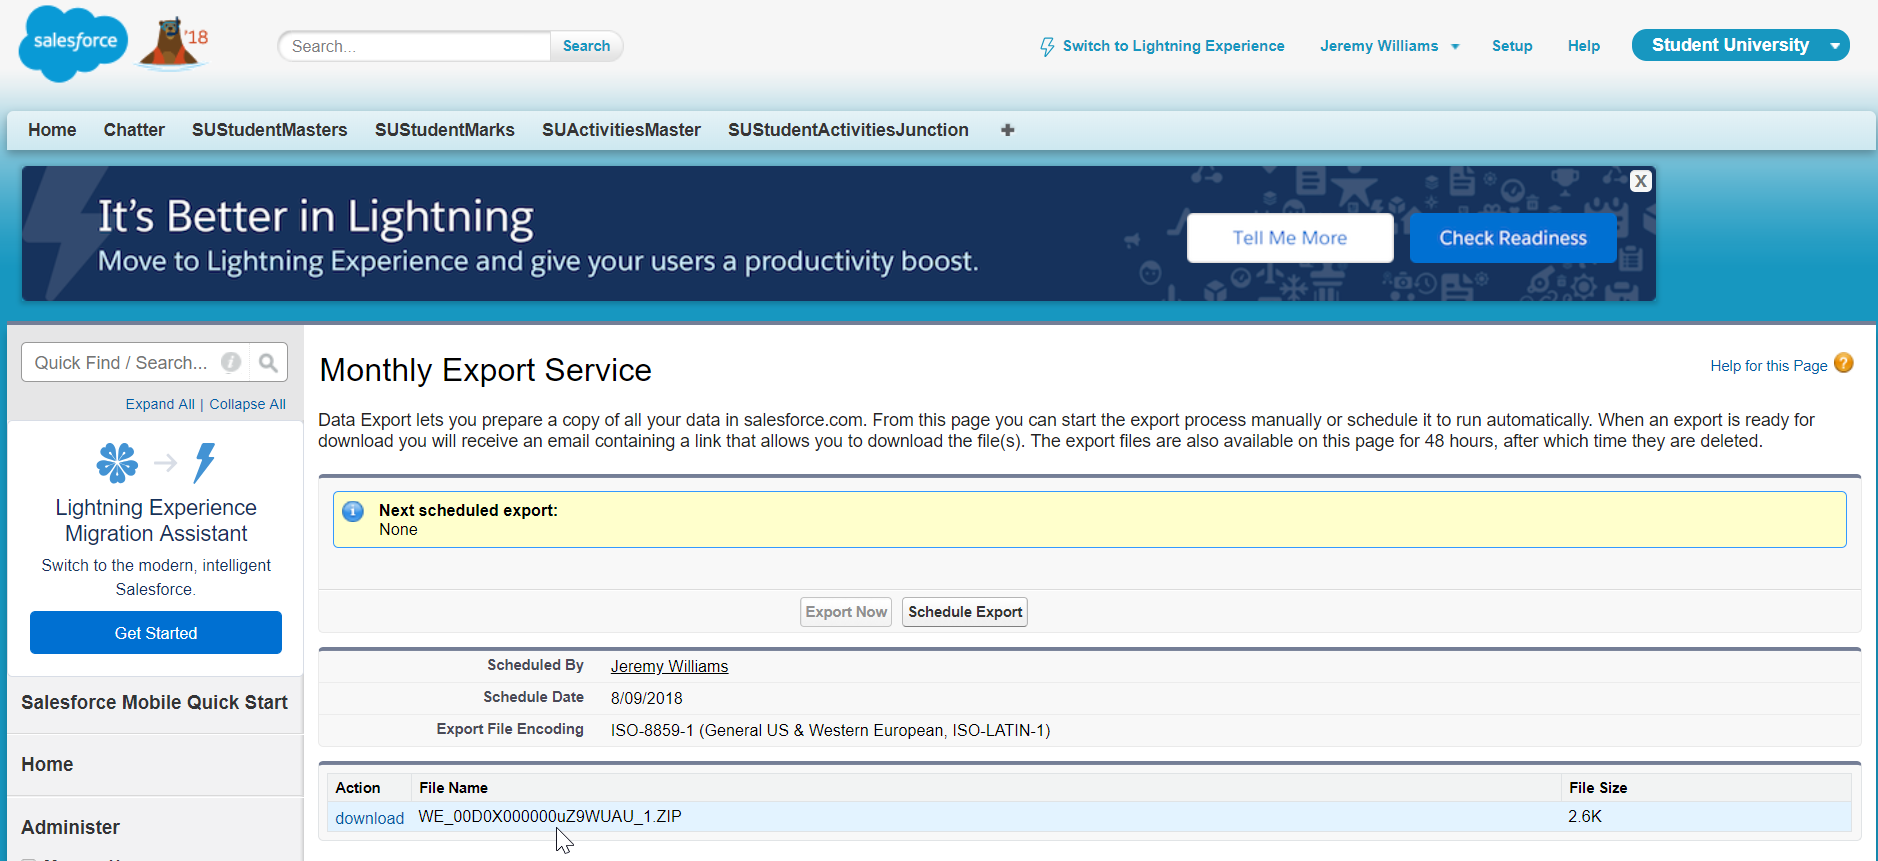 salesforce
'18
Search...
Search
Switch to Lightning Experience
Jeremy Williams
Setup
Help
Student University
Home
Chatter
SUStudentMasters
SUStudentMarks
SUActivitiesMaster
SUStudentActivitiesJunction
It's Better in Lightning
Move to Lightning Experience and give your users a productivity boost.
Tell Me More
Check Readiness
X
Quick Find / Search...
Expand All | Collapse All
Lightning Experience
Migration Assistant
Switch to the modern, intelligent
Salesforce.
Get Started
Salesforce Mobile Quick Start
Home
Administer
Monthly Export Service
Help for this Page
Data Export lets you prepare a copy of all your data in salesforce.com. From this page you can start the export process manually or schedule it to run automatically. When an export is ready for
download you will receive an email containing a link that allows you to download the file(s). The export files are also available on this page for 48 hours, after which time they are deleted.
Next scheduled export:
None
Export Now
Schedule Export
Scheduled By Jeremy Williams
Schedule Date 8/09/2018
Export File Encoding ISO-8859-1 (General US & Western European, ISO-LATIN-1)
Action File Name File Size
download WE_00D0X000000uZ9WUAU_1.ZIP 2.6K